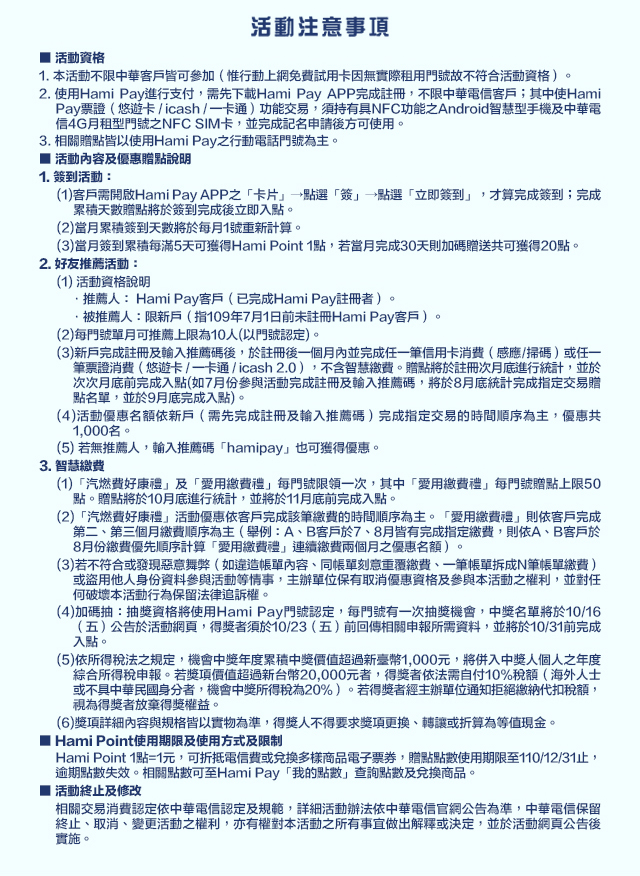 活動注意事項
■ 活動資格
1. 本活動不限中華客戶皆可參加（惟行動上網免費試用卡因無實際租用門號故不符合活動資格）。
2. 使用Hami Pay進行支付，需先下載Hami Pay APP完成註冊，不限中華電信客戶；其中使Hami
Pay票證（悠遊卡 / icash / 一卡通）功能交易，須持有具NFC功能之Android智慧型手機及中華電
信4G月租型門號之NFC SIM卡，並完成記名申請後方可使用。
3. 相關贈點皆以使用Hami Pay之行動電話門號為主。
■ 活動內容及優惠贈點說明
1. 簽到活動：
(1)客戶需開啟Hami Pay APP之「卡片」→點選「簽」→點選「立即簽到」，才算完成簽到；完成
累積天數贈點將於簽到完成後立即入點。
(2)當月累積簽到天數將於每月1號重新計算。
(3)當月簽到累積每滿5天可獲得Hami Point 1點，若當月完成30天則加碼贈送共可獲得20點。
2. 好友推薦活動：
(1) 活動資格說明
· 推薦人： Hami Pay客戶（已完成Hami Pay註冊者）。
· 被推薦人：限新戶（指109年7月1日前未註冊Hami Pay客戶）。
(2)每門號單月可推薦上限為10人(以門號認定)。
(3)新戶完成註冊及輸入推薦碼後，於註冊後一個月內並完成任一筆信用卡消費（感應/掃碼）或任一
筆票證消費（悠遊卡 / 一卡通 / icash 2.0），不含智慧繳費。贈點將於註冊次月底進行統計，並於
次次月底前完成入點(如7月份參與活動完成註冊及輸入推薦碼，將於8月底統計完成指定交易贈
點名單，並於9月底完成入點)。
(4)活動優惠名額依新戶（需先完成註冊及輸入推薦碼）完成指定交易的時間順序為主，優惠共
1,000名。
(5) 若無推薦人，輸入推薦碼「hamipay」也可獲得優惠。
3. 智慧繳費
(1)「汽燃費好康禮」及「愛用繳費禮」每門號限領一次，其中「愛用繳費禮」每門號贈點上限50
點。贈點將於10月底進行統計，並將於11月底前完成入點。
(2)「汽燃費好康禮」活動優惠依客戶完成該筆繳費的時間順序為主。「愛用繳費禮」則依客戶完成
第二、第三個月繳費順序為主（舉例：A、B客戶於7、8月皆有完成指定繳費，則依A、B客戶於
8月份繳費優先順序計算「愛用繳費禮」連續繳費兩個月之優惠名額）。
(3)若不符合或發現惡意舞弊（如違造帳單內容、同帳單刻意重覆繳費、一筆帳單拆成N筆帳單繳費）
或盜用他人身份資料參與活動等情事，主辦單位保有取消優惠資格及參與本活動之權利，並對任
何破壞本活動行為保留法律追訴權。
(4)加碼抽：抽獎資格將使用Hami Pay門號認定，每門號有一次抽獎機會，中獎名單將於10/16
（五）公告於活動網頁，得獎者須於10/23（五）前回傳相關申報所需資料，並將於10/31前完成
入點。
(5)依所得稅法之規定，機會中獎年度累積中獎價值超過新臺幣1,000元，將併入中獎人個人之年度
綜合所得稅申報。若獎項價值超過新台幣20,000元者，得獎者依法需自付10%稅額（海外人士
或不具中華民國身分者，機會中獎所得稅為20%）。若得獎者經主辦單位通知拒絕繳納代扣稅額，
視為得獎者放棄得獎權益。
(6)獎項詳細內容與規格皆以實物為準，得獎人不得要求獎項更換、轉讓或折算為等值現金。
■ Hami Point使用期限及使用方式及限制
Hami Point 1點=1元，可折抵電信費或兌換多樣商品電子票券，贈點點數使用期限至110/12/31止，
逾期點數失效。相關點數可至Hami Pay「我的點數」查詢點數及兌換商品。
■ 活動終止及修改
相關交易消費認定依中華電信認定及規範，詳細活動辦法依中華電信官網公告為準，中華電信保留
終止、取消、變更活動之權利，亦有權對本活動之所有事宜做出解釋或決定，並於活動網頁公告後
實施。